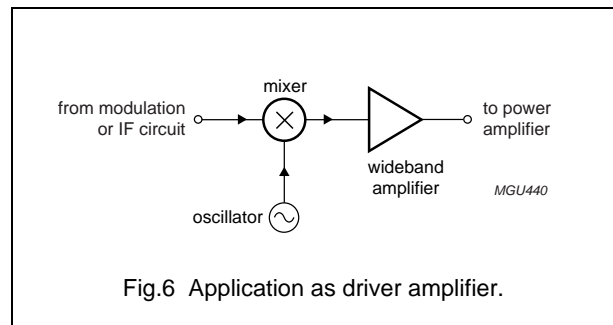 mixer
from modulation
or IF circuit
to power
amplifier
wideband
amplifier
MGU440
oscillator
Fig.6 Application as driver amplifier.